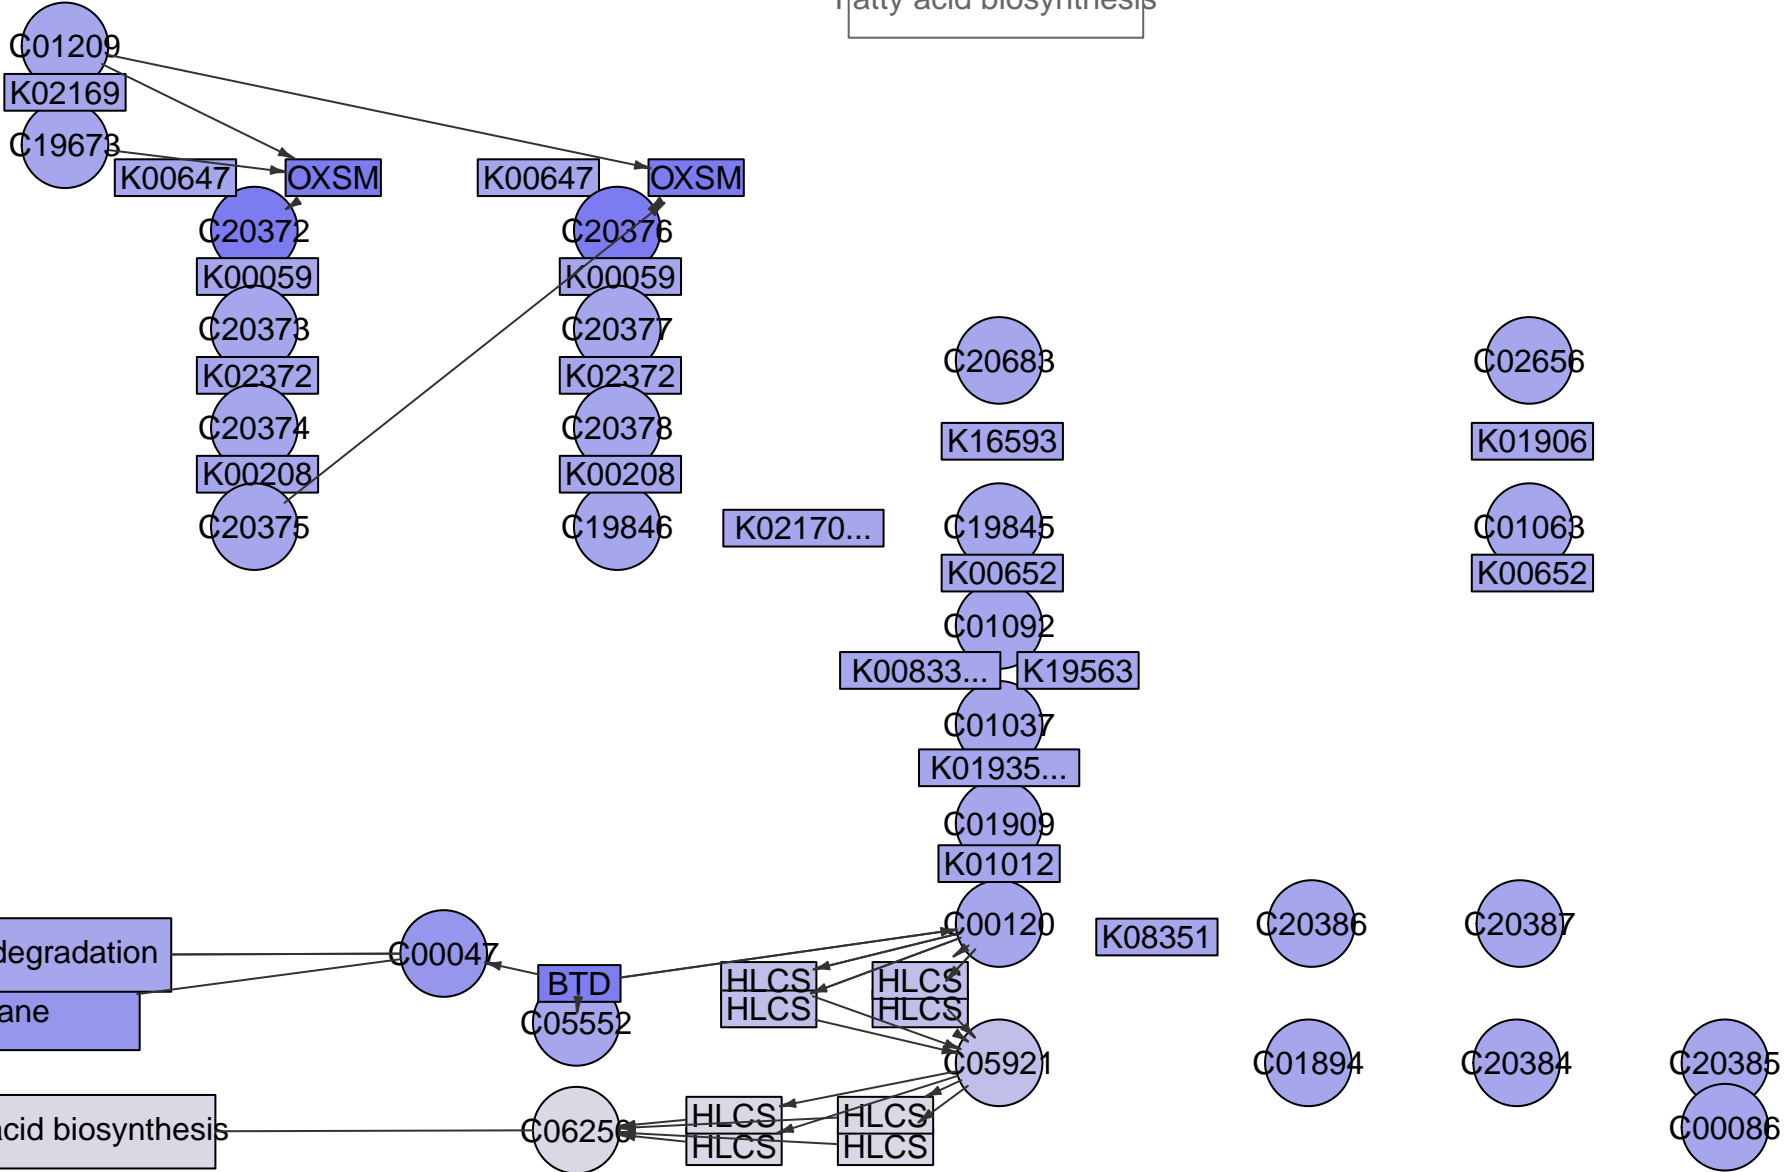 Fatty acid biosynthesis
C01209
K02169
C19673
K00647
OXSM
K00647
OXSM
C20372
C20376
K00059
K00059
C20373
C20377
C20683
C02656
K02372
K02372
C20374
C20378
K16593
K01906
K00208
K00208
C20375
C19846
K02170...
C19845
C01063
K00652
K00652
C01092
K00833...
K19563
C01037
K01935...
C01909
K01012
C00120
K08351
C20386
C20387
degradation
C00047
BTD
HLCS
HLCS
ane
HLCS
HLCS
C05552
C05921
C01894
C20384
C20385
HLCS
HLCS
acid biosynthesis
C06250
HLCS
HLCS
C00086